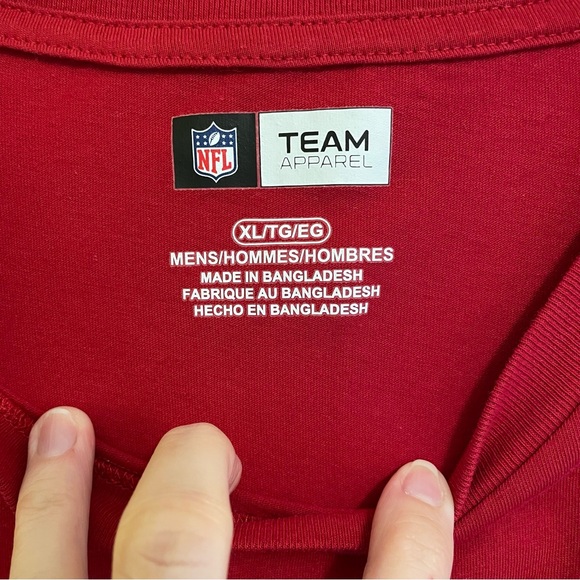 NFL
TEAM
APPAREL
XL/TG/EG
MENS/HOMMES/HOMBRES
MADE IN BANGLADESH
FABRIQUE AU BANGLADESH
HECHO EN BANGLADESH